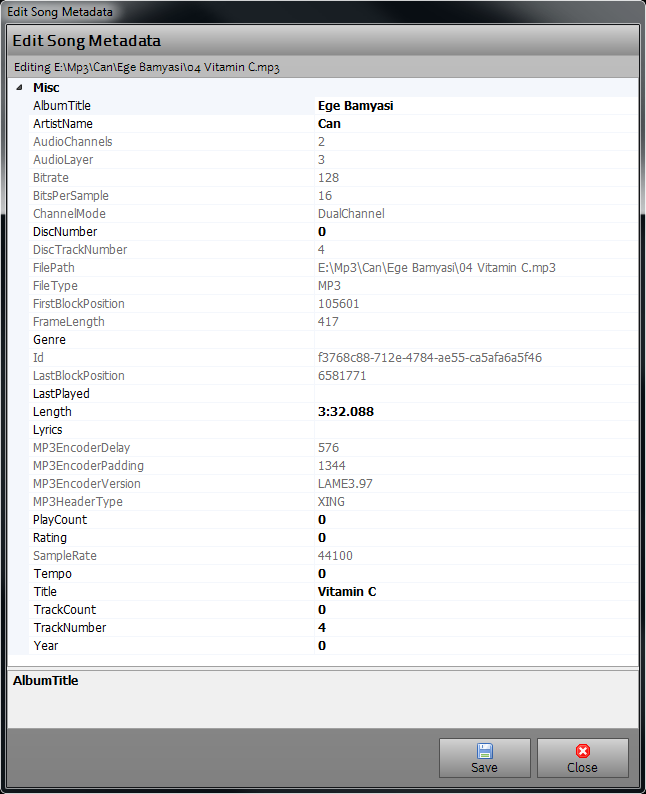 Edit Song Metadata
Edit Song Metadata
Editing E:\Mp3\Can\Ege Bamyasi\04 Vitamin C.mp3
Misc
AlbumTitle Ege Bamyasi
ArtistName Can
AudioChannels 2
AudioLayer 3
Bitrate 128
BitsPerSample 16
ChannelMode DualChannel
DiscNumber 0
DiscTrackNumber 4
FilePath E:\Mp3\Can\Ege Bamyasi\04 Vitamin C.mp3
FileType MP3
FirstBlockPosition 105601
FrameLength 417
Genre
Id f3768c88-712e-4784-ae55-ca5afa6a5f46
LastBlockPosition 6581771
LastPlayed
Length 3:32.088
Lyrics
MP3EncoderDelay 576
MP3EncoderPadding 1344
MP3EncoderVersion LAME3.97
MP3HeaderType XING
PlayCount 0
Rating 0
SampleRate 44100
Tempo 0
Title Vitamin C
TrackCount 0
TrackNumber 4
Year 0
AlbumTitle
Save Close